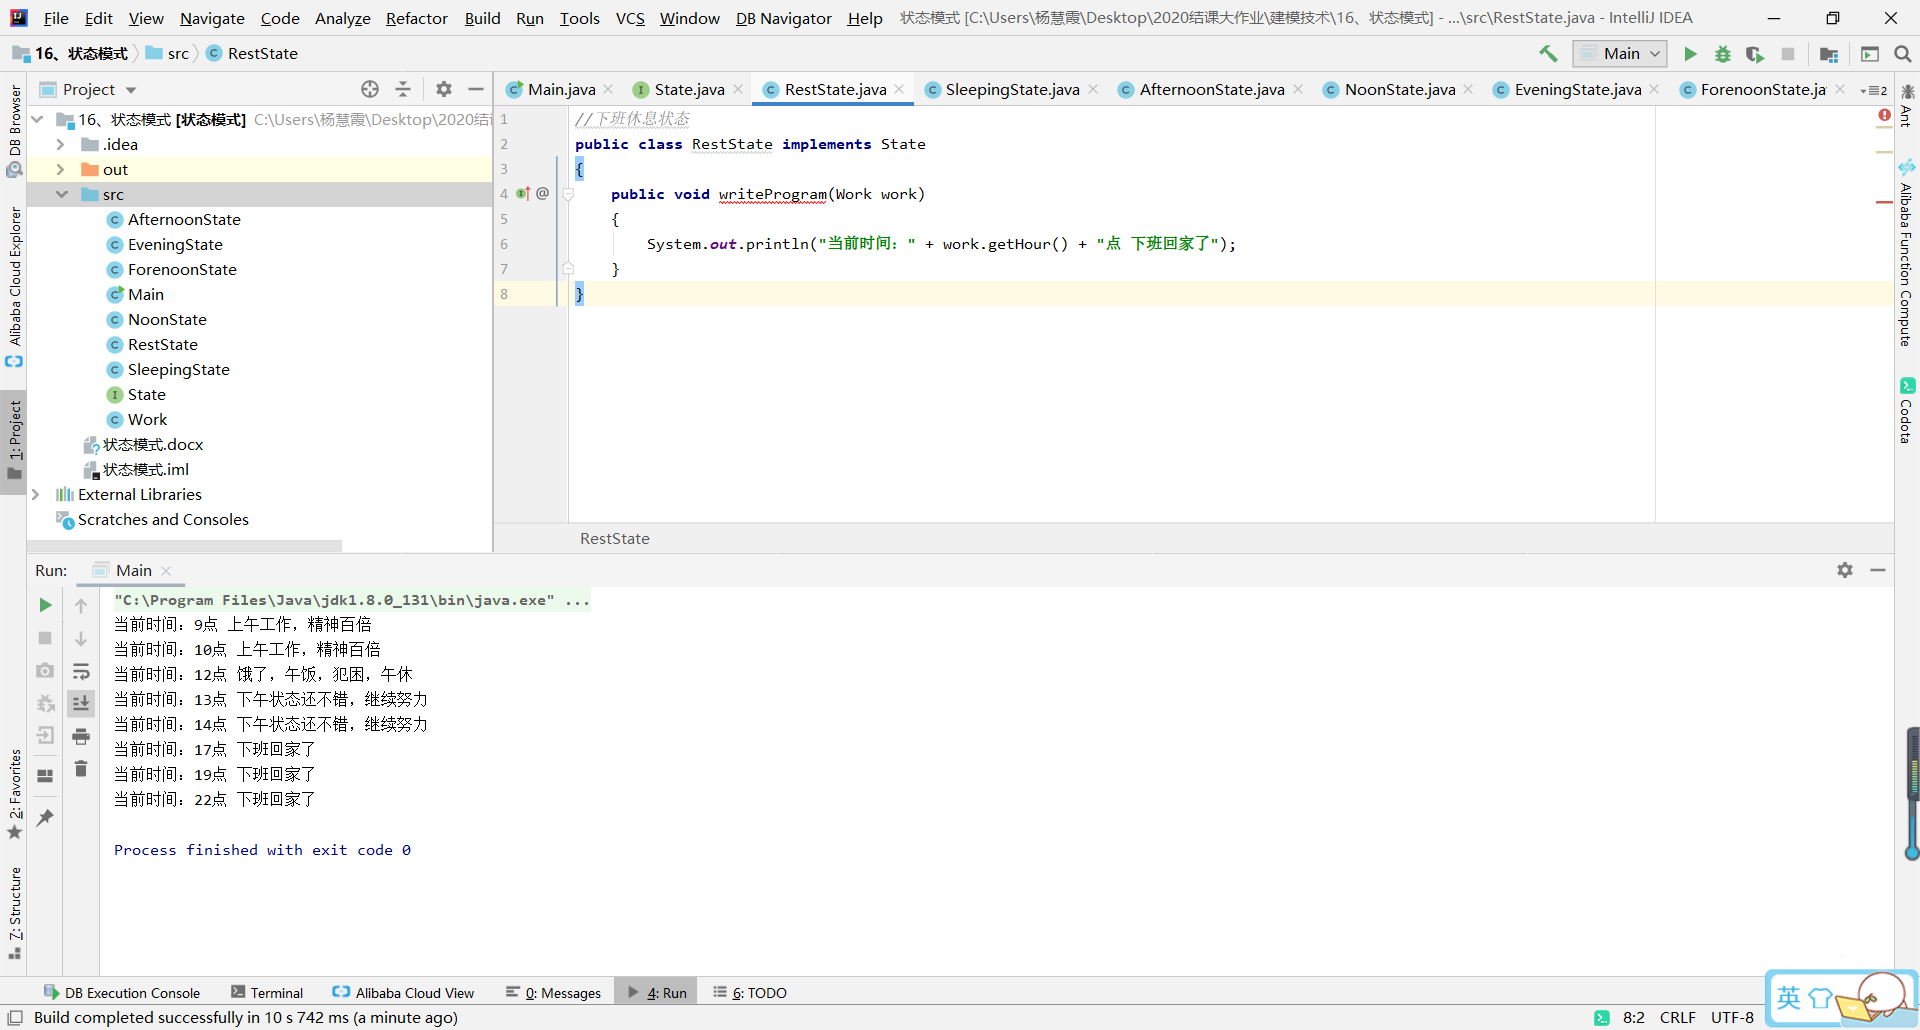 File Edit View Navigate Code Analyze Refactor Build Run Tools VCS Window DB Navigator Help 状态模式 [C:\Users\杨慧霞\Desktop\2020结课大作业\建模技术\16、状态模式] - ...\src\RestState.java - IntelliJ IDEA
16、状态模式 src RestState Main
Project
Main.java State.java RestState.java SleepingState.java AfternoonState.java NoonState.java EveningState.java ForenoonState.ja 2
16、状态模式 [状态模式] C:\Users\杨慧霞\Desktop\2020结
.idea
out
src
AfternoonState
EveningState
ForenoonState
Main
NoonState
RestState
SleepingState
State
Work
状态模式.docx
状态模式.iml
External Libraries
Scratches and Consoles
1 //下班休息状态
2 public class RestState implements State
3 {
4 @ public void writeProgram(Work work)
5 {
6 System.out.println("当前时间：" + work.getHour() + "点 下班回家了");
7 }
8 }
RestState
DB Browser
Alibaba Cloud Explorer
1: Project
2: Favorites
7: Structure
Ant
Alibaba Function Compute
Codota
Run: Main
"C:\Program Files\Java\jdk1.8.0_131\bin\java.exe" ...
当前时间：9点 上午工作，精神百倍
当前时间：10点 上午工作，精神百倍
当前时间：12点 饿了，午饭，犯困，午休
当前时间：13点 下午状态还不错，继续努力
当前时间：14点 下午状态还不错，继续努力
当前时间：17点 下班回家了
当前时间：19点 下班回家了
当前时间：22点 下班回家了
Process finished with exit code 0
DB Execution Console Terminal Alibaba Cloud View 0: Messages 4: Run 6: TODO
Build completed successfully in 10 s 742 ms (a minute ago) 8:2 CRLF UTF-8
英